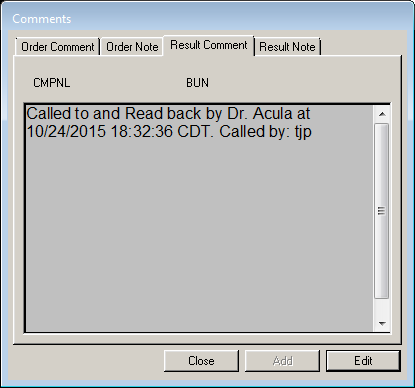 Comments
Order Comment Order Note Result Comment Result Note
CMPNL BUN
Called to and Read back by Dr. Acula at
10/24/2015 18:32:36 CDT. Called by: tjp
Close Add Edit